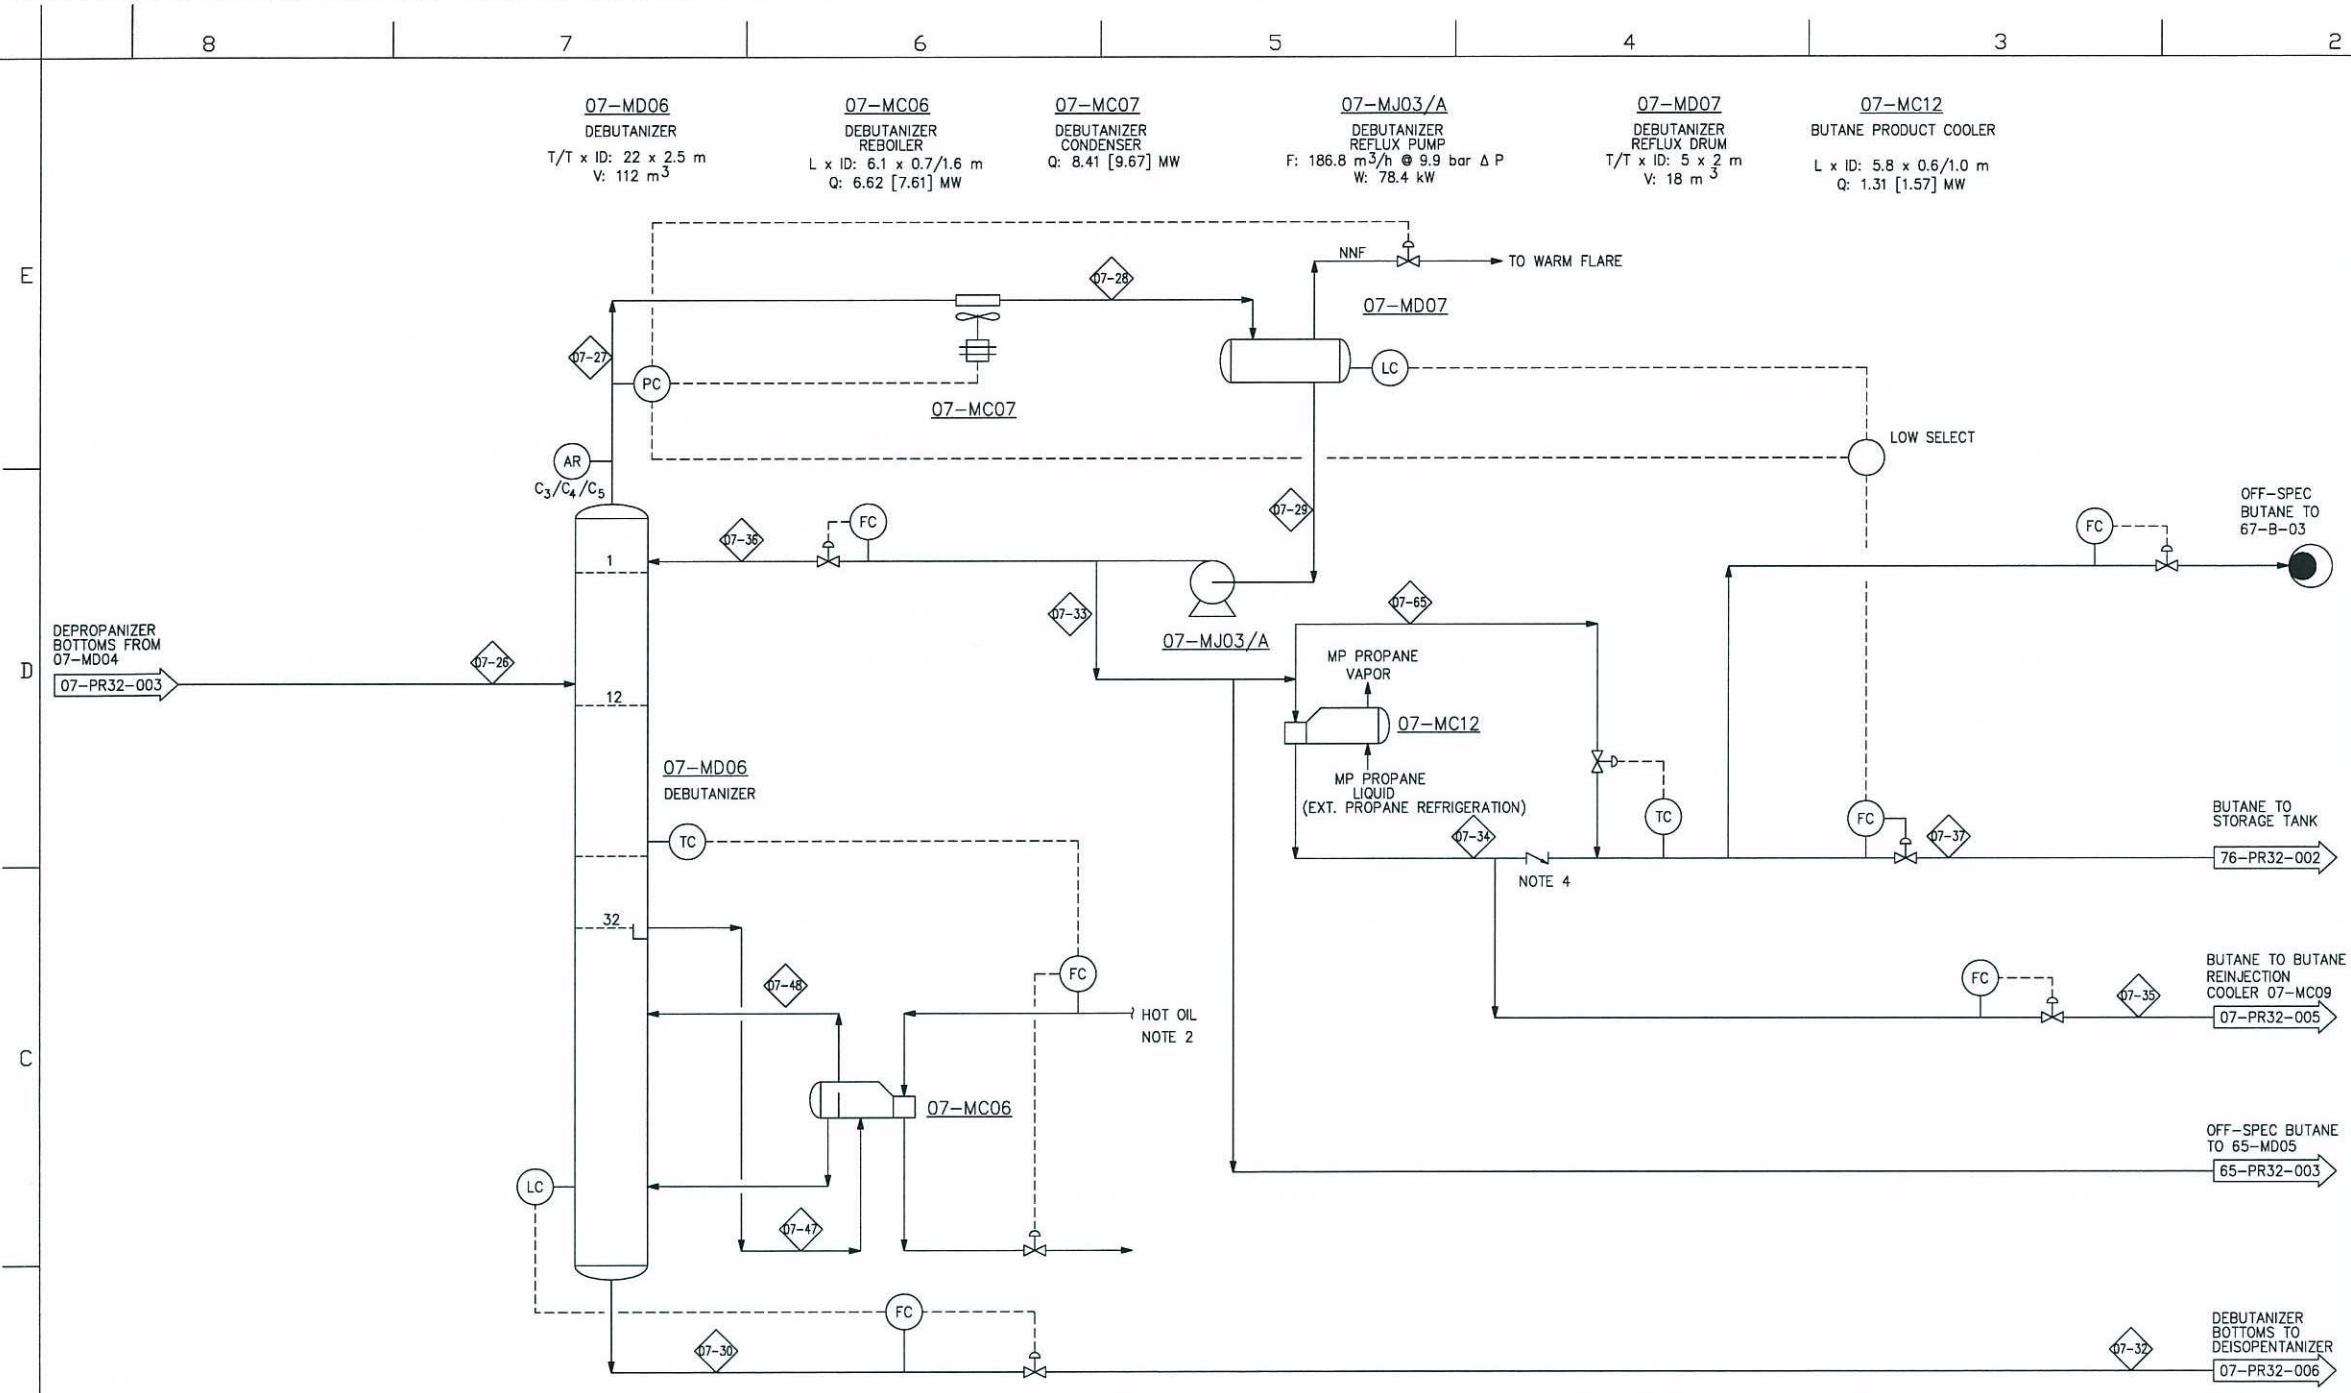 8 7 6 5 4 3 2
07-MD06
DEBUTANIZER
T/T x ID: 22 x 2.5 m
V: 112 m3
07-MC06
DEBUTANIZER
REBOILER
L x ID: 6.1 x 0.7/1.6 m
Q: 6.62 [7.61] MW
07-MC07
DEBUTANIZER
CONDENSER
Q: 8.41 [9.67] MW
07-MJ03/A
DEBUTANIZER
REFLUX PUMP
F: 186.8 m3/h @ 9.9 bar Δ P
W: 78.4 kW
07-MD07
DEBUTANIZER
REFLUX DRUM
T/T x ID: 5 x 2 m
V: 18 m 3
07-MC12
BUTANE PRODUCT COOLER
L x ID: 5.8 x 0.6/1.0 m
Q: 1.31 [1.57] MW
E
NNF
TO WARM FLARE
07-28
07-MD07
07-27
PC
LC
07-MC07
LOW SELECT
AR
C3/C4/C5
07-29
OFF-SPEC
BUTANE TO
67-B-03
FC
07-36
FC
1
07-33
07-65
07-MJ03/A
D
DEPROPANIZER
BOTTOMS FROM
07-MD04
07-PR32-003
07-26
MP PROPANE
VAPOR
12
07-MC12
07-MD06
DEBUTANIZER
MP PROPANE
LIQUID
(EXT. PROPANE REFRIGERATION)
TC
TC
07-34
FC
07-37
BUTANE TO
STORAGE TANK
76-PR32-002
NOTE 4
32
FC
07-48
HOT OIL
NOTE 2
FC
07-35
BUTANE TO BUTANE
REINJECTION
COOLER 07-MC09
07-PR32-005
C
07-MC06
OFF-SPEC BUTANE
TO 65-MD05
65-PR32-003
LC
07-47
FC
07-30
07-32
DEBUTANIZER
BOTTOMS TO
DEISOPENTANIZER
07-PR32-006